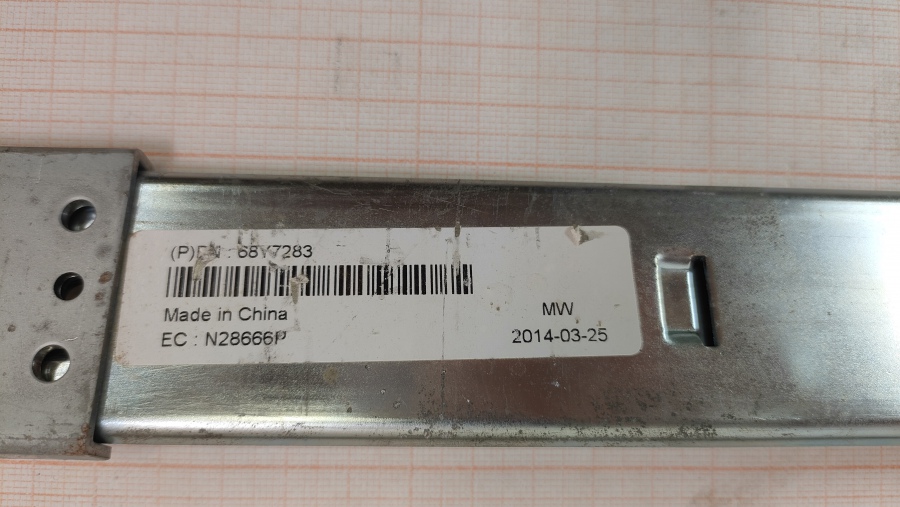 (P)PN : 68Y7283
Made in China
EC : N28666P
MW
2014-03-25